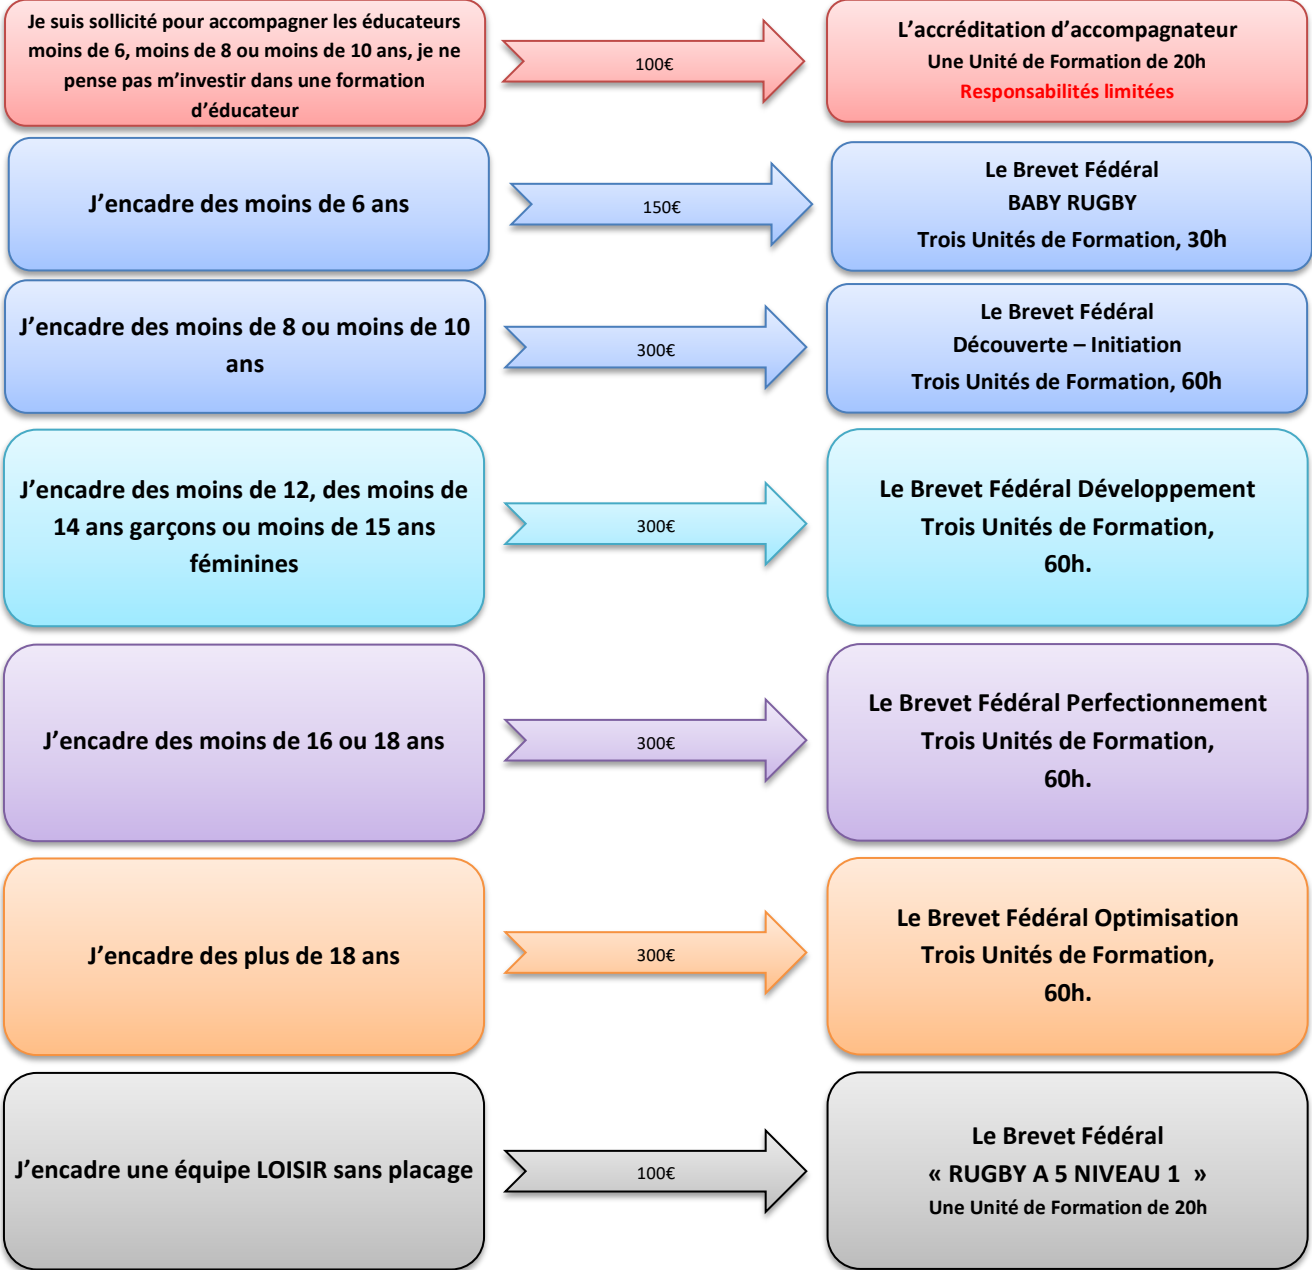 Je suis sollicité pour accompagner les éducateurs
moins de 6, moins de 8 ou moins de 10 ans, je ne
pense pas m’investir dans une formation
d’éducateur
100€
L’accréditation d’accompagnateur
Une Unité de Formation de 20h
Responsabilités limitées
J’encadre des moins de 6 ans
150€
Le Brevet Fédéral
BABY RUGBY
Trois Unités de Formation, 30h
J’encadre des moins de 8 ou moins de 10
ans
300€
Le Brevet Fédéral
Découverte – Initiation
Trois Unités de Formation, 60h
J’encadre des moins de 12, des moins de
14 ans garçons ou moins de 15 ans
féminines
300€
Le Brevet Fédéral Développement
Trois Unités de Formation,
60h.
J’encadre des moins de 16 ou 18 ans
300€
Le Brevet Fédéral Perfectionnement
Trois Unités de Formation,
60h.
J’encadre des plus de 18 ans
300€
Le Brevet Fédéral Optimisation
Trois Unités de Formation,
60h.
J’encadre une équipe LOISIR sans placage
100€
Le Brevet Fédéral
« RUGBY A 5 NIVEAU 1  »
Une Unité de Formation de 20h